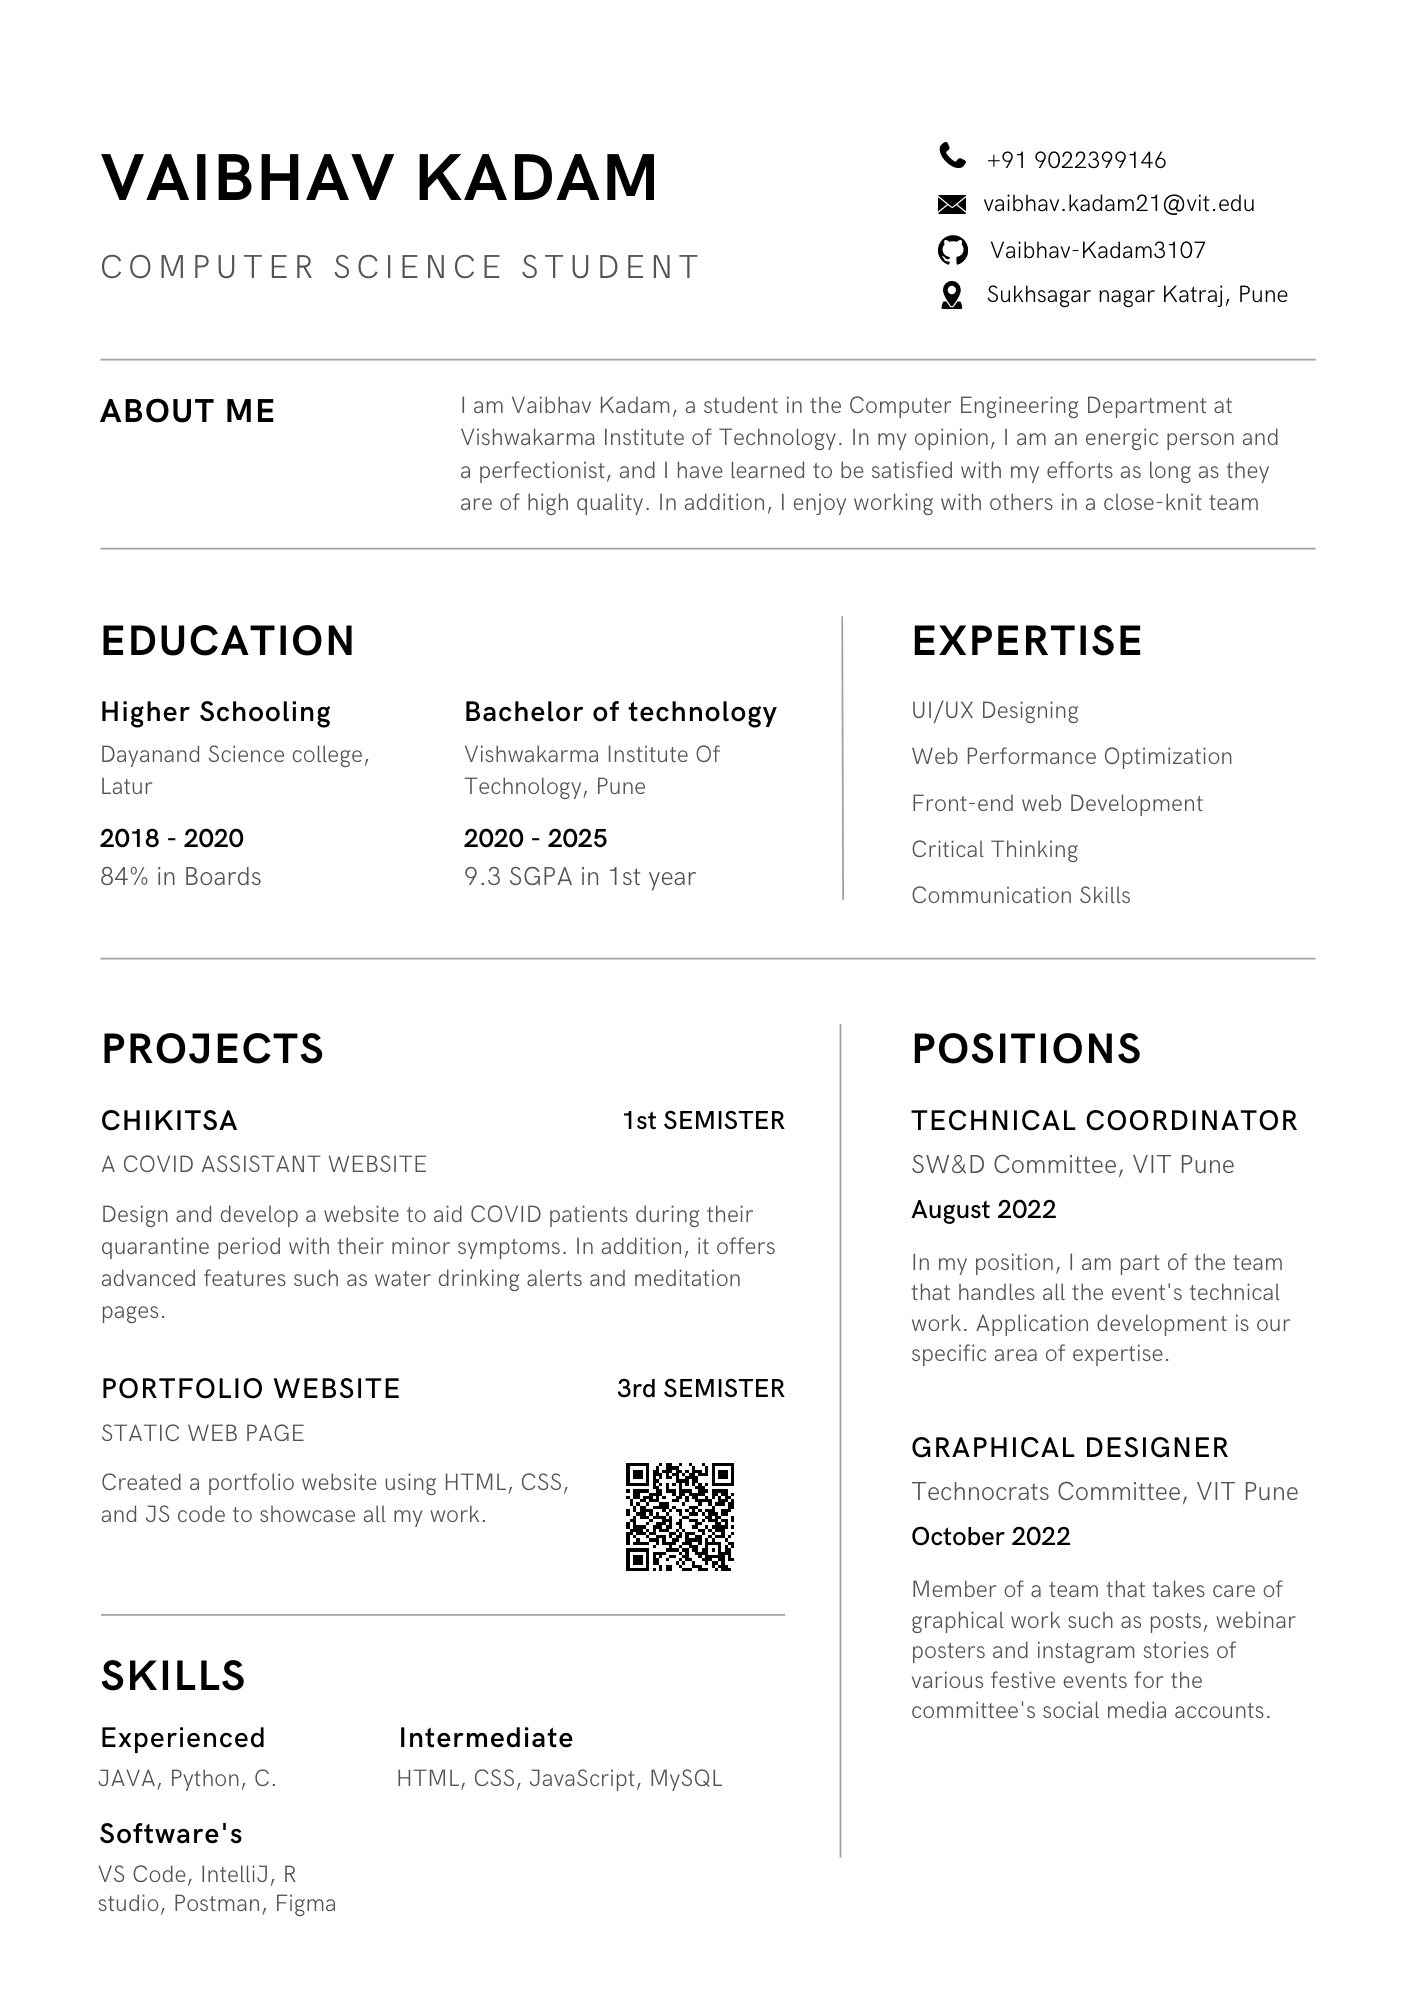 VAIBHAV KADAM
COMPUTER SCIENCE STUDENT
+91 9022399146
vaibhav.kadam21@vit.edu
Vaibhav-Kadam3107
Sukhsagar nagar Katraj, Pune
ABOUT ME
I am Vaibhav Kadam, a student in the Computer Engineering Department at
Vishwakarma Institute of Technology. In my opinion, I am an energic person and
a perfectionist, and I have learned to be satisfied with my efforts as long as they
are of high quality. In addition, I enjoy working with others in a close-knit team
EDUCATION
Higher Schooling
Dayanand Science college,
Latur
2018 - 2020
84% in Boards
Bachelor of technology
Vishwakarma Institute Of
Technology, Pune
2020 - 2025
9.3 SGPA in 1st year
EXPERTISE
UI/UX Designing
Web Performance Optimization
Front-end web Development
Critical Thinking
Communication Skills
PROJECTS
CHIKITSA
1st SEMISTER
A COVID ASSISTANT WEBSITE
Design and develop a website to aid COVID patients during their
quarantine period with their minor symptoms. In addition, it offers
advanced features such as water drinking alerts and meditation
pages.
PORTFOLIO WEBSITE
3rd SEMISTER
STATIC WEB PAGE
Created a portfolio website using HTML, CSS,
and JS code to showcase all my work.
SKILLS
Experienced
JAVA, Python, C.
Intermediate
HTML, CSS, JavaScript, MySQL
Software's
VS Code, IntelliJ, R
studio, Postman, Figma
POSITIONS
TECHNICAL COORDINATOR
SW&D Committee, VIT Pune
August 2022
In my position, I am part of the team
that handles all the event's technical
work. Application development is our
specific area of expertise.
GRAPHICAL DESIGNER
Technocrats Committee, VIT Pune
October 2022
Member of a team that takes care of
graphical work such as posts, webinar
posters and instagram stories of
various festive events for the
committee's social media accounts.